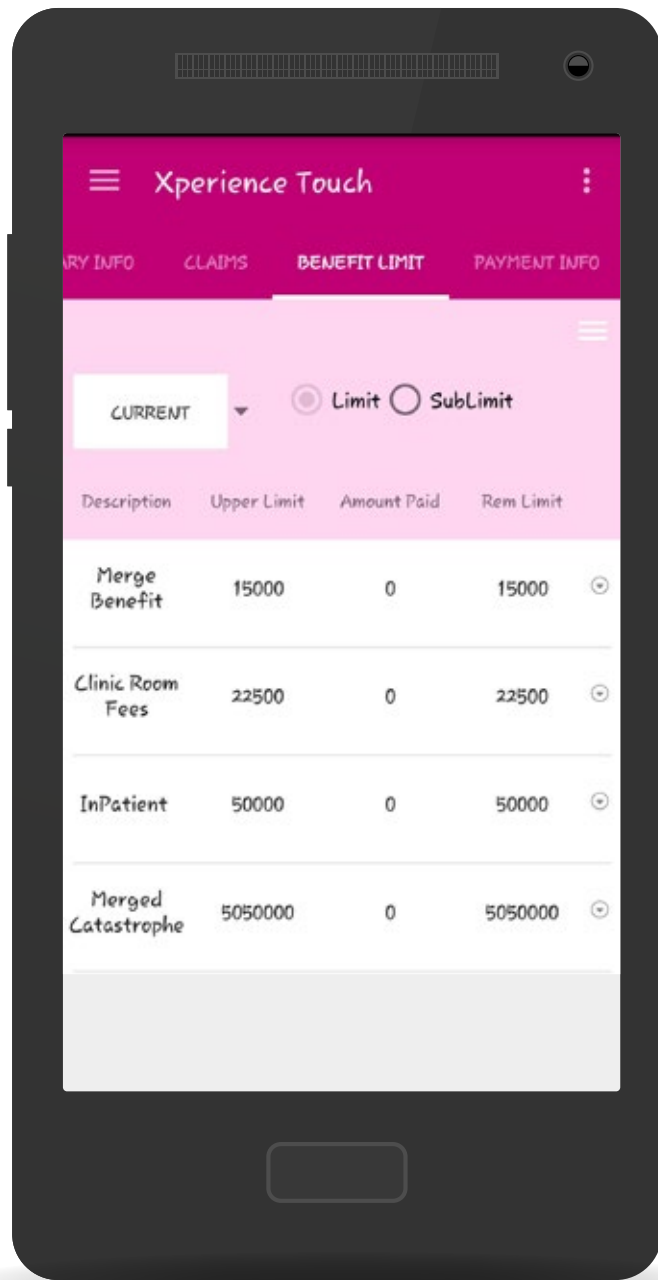 Xperience Touch
RY INFO CLAIMS BENEFIT LIMIT PAYMENT INFO
CURRENT Limit SubLimit
Description Upper Limit Amount Paid Rem Limit
Merge
Benefit 15000 0 15000
Clinic Room
Fees 22500 0 22500
InPatient 50000 0 50000
Merged
Catastrophe 5050000 0 5050000